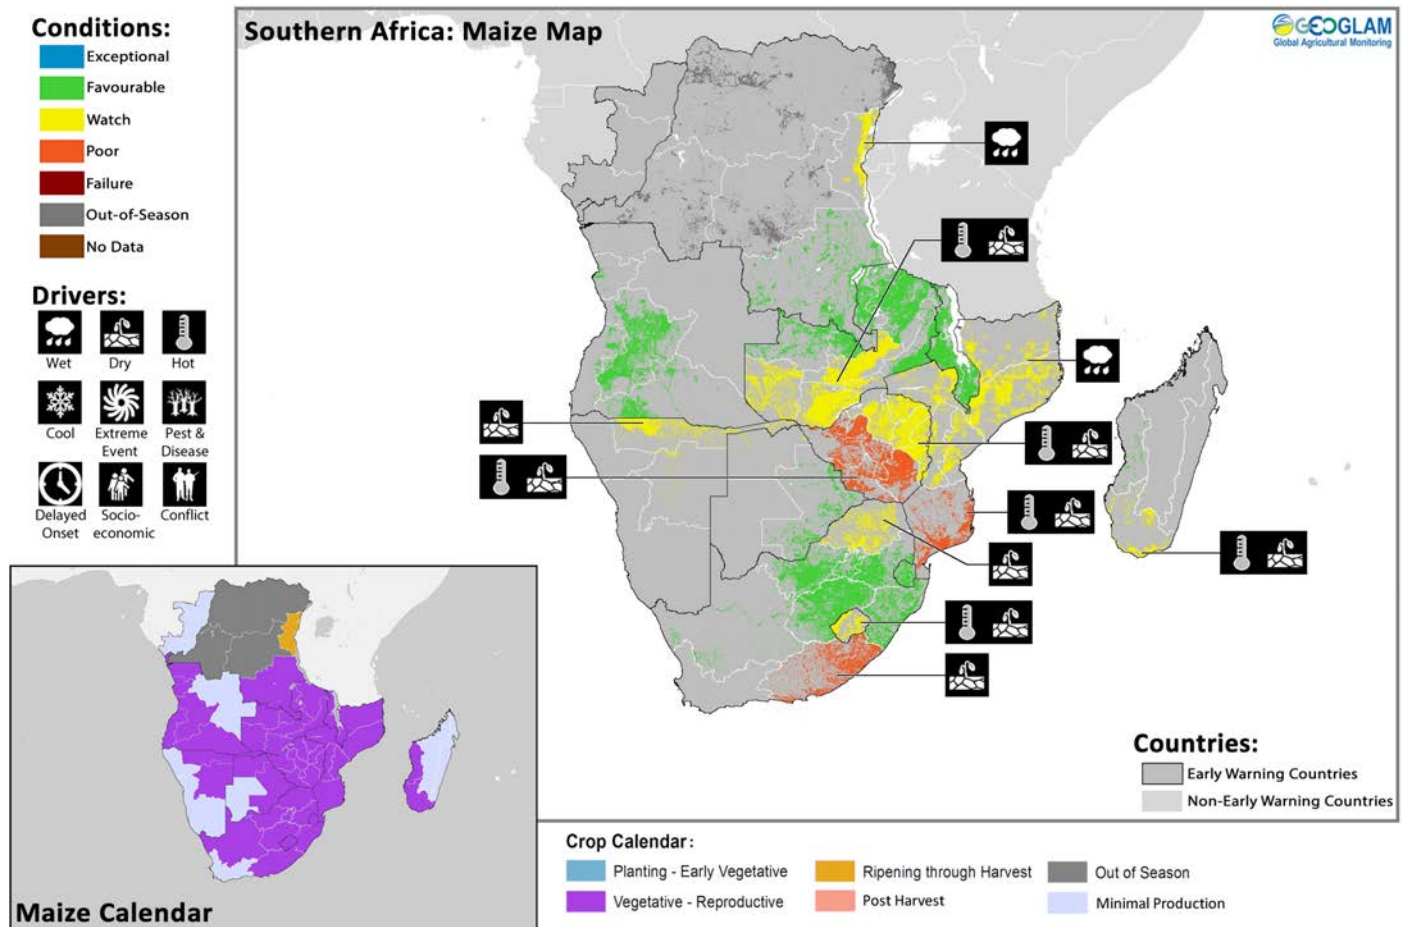 Conditions:
Exceptional
Favourable
Watch
Poor
Failure
Out-of-Season
No Data
Drivers:
Wet
Dry
Hot
Cool
Extreme
Event
Pest &
Disease
Delayed
Onset
Socio-
economic
Conflict
Southern Africa: Maize Map
GEOGLAM
Global Agricultural Monitoring
Countries:
Early Warning Countries
Non-Early Warning Countries
Maize Calendar
Crop Calendar:
Planting - Early Vegetative
Ripening through Harvest
Out of Season
Vegetative - Reproductive
Post Harvest
Minimal Production